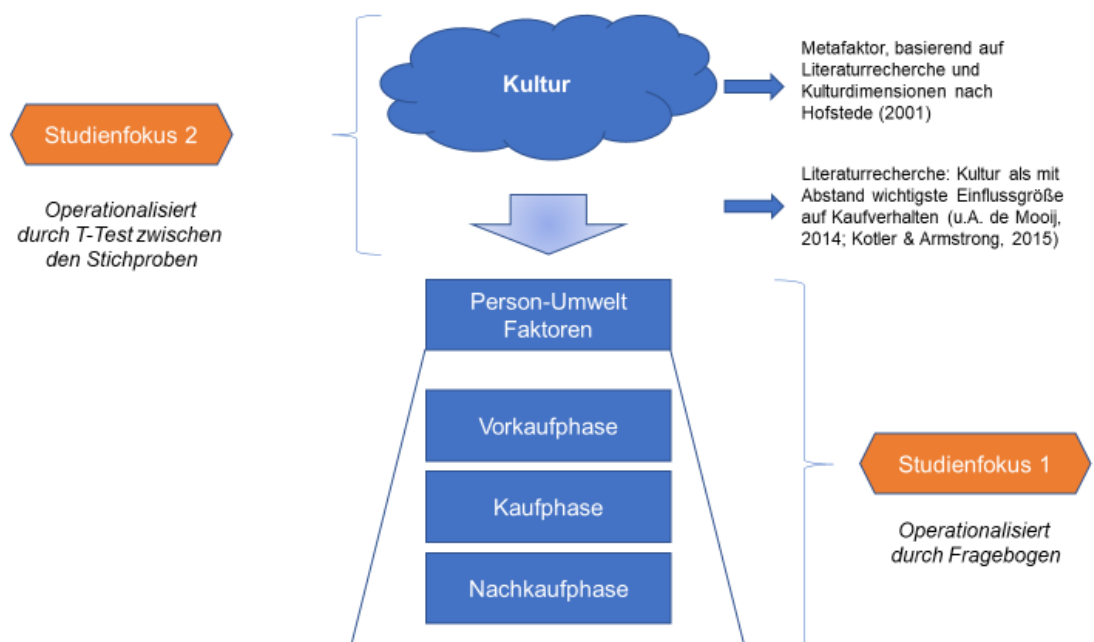 Kultur
Metafaktor, basierend auf
Literaturrecherche und
Kulturdimensionen nach
Hofstede (2001)
Studienfokus 2
Operationalisiert
durch T-Test zwischen
den Stichproben
Literaturrecherche: Kultur als mit
Abstand wichtigste Einflussgröße
auf Kaufverhalten (u.A. de Mooij,
2014; Kotler & Armstrong, 2015)
Person-Umwelt
Faktoren
Vorkaufphase
Kaufphase
Nachkaufphase
Studienfokus 1
Operationalisiert
durch Fragebogen